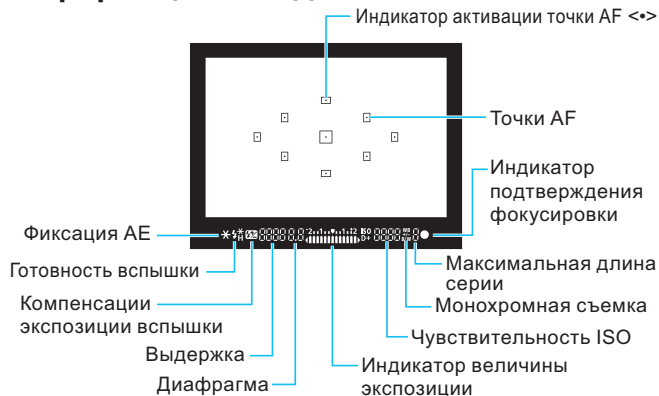 Индикатор активации точки AF <•>
Точки AF
Индикатор
подтверждения
фокусировки
Фиксация AE
Готовность вспышки
Компенсации
экспозиции вспышки
Выдержка
Диафрагма
Максимальная длина
серии
Монохромная съемка
Чувствительность ISO
Индикатор величины
экспозиции